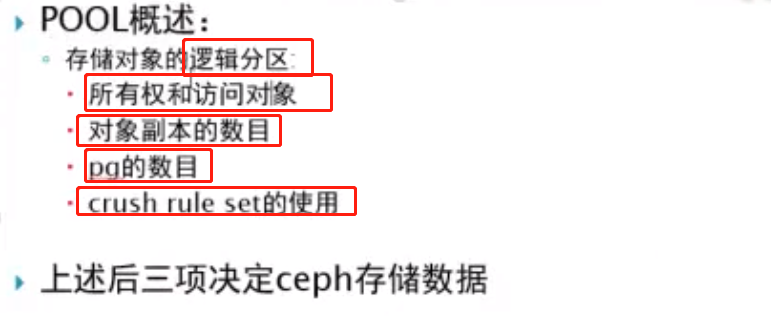 POOL概述：
存储对象的逻辑分区:
所有权和访问对象
对象副本的数目
pg的数目
crush rule set的使用
上述后三项决定ceph存储数据